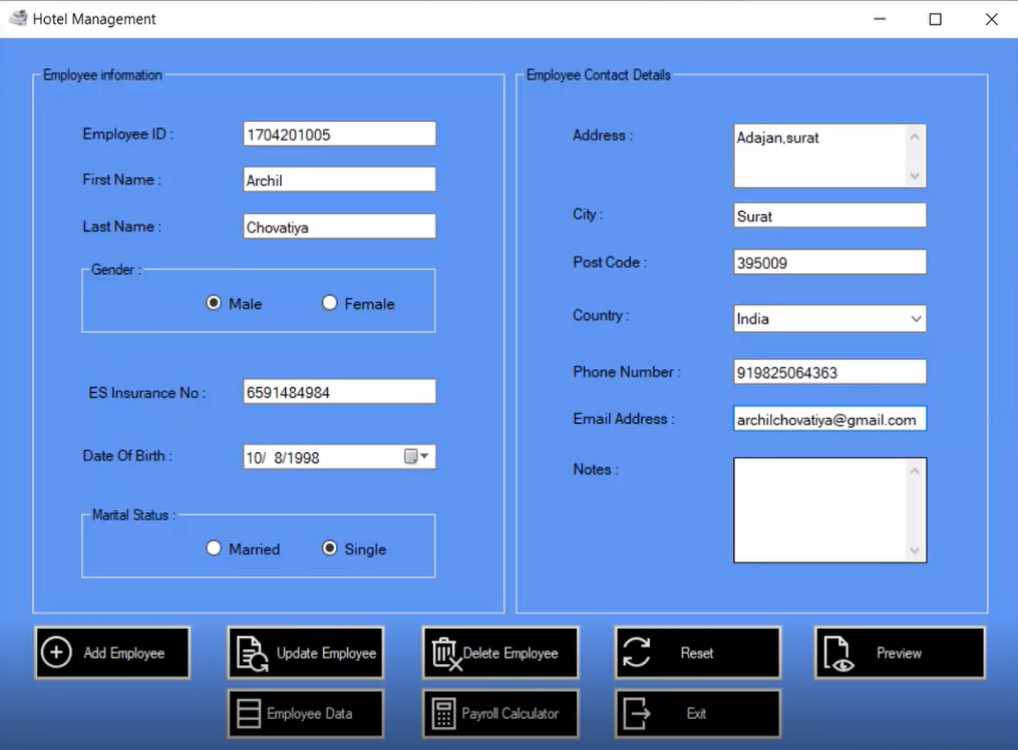 Hotel Management
Employee information
Employee ID : 1704201005
First Name : Archil
Last Name : Chovatiya
Gender :
Male Female
ES Insurance No : 6591484984
Date Of Birth : 10/ 8/1998
Marital Status :
Married Single
Employee Contact Details
Address : Adajan,surat
City : Surat
Post Code : 395009
Country : India
Phone Number : 919825064363
Email Address : archilchovatiya@gmail.com
Notes :
Add Employee Update Employee Delete Employee Reset Preview
Employee Data Payroll Calculator Exit